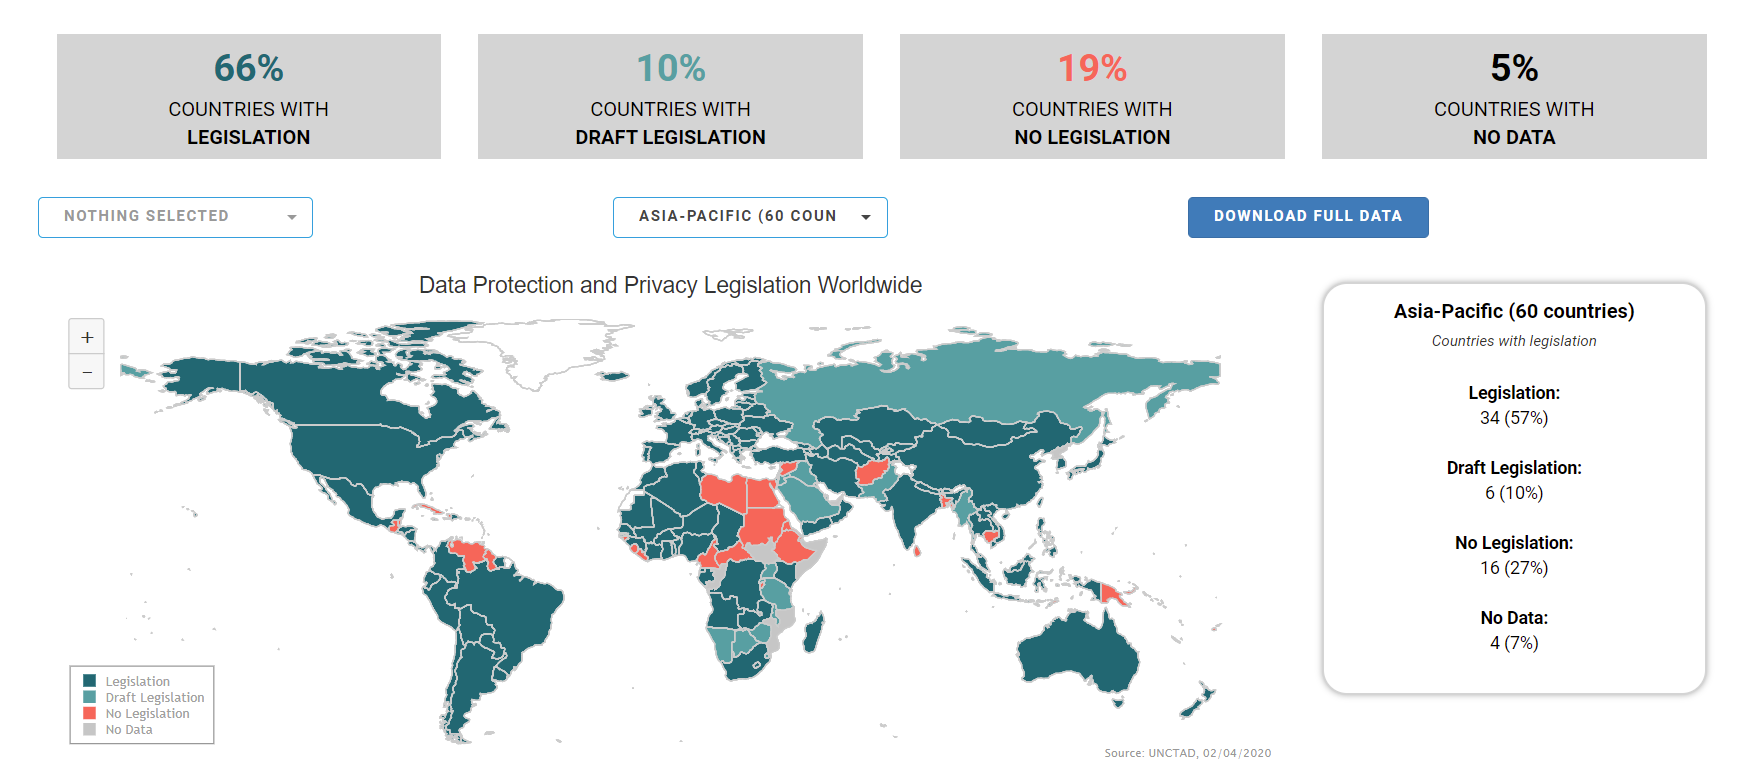 66%
COUNTRIES WITH
LEGISLATION
10%
COUNTRIES WITH
DRAFT LEGISLATION
19%
COUNTRIES WITH
NO LEGISLATION
5%
COUNTRIES WITH
NO DATA
NOTHING SELECTED
ASIA-PACIFIC (60 COUN
DOWNLOAD FULL DATA
Data Protection and Privacy Legislation Worldwide
+
−
Legislation
Draft Legislation
No Legislation
No Data
Source: UNCTAD, 02/04/2020
Asia-Pacific (60 countries)
Countries with legislation
Legislation:
34 (57%)
Draft Legislation:
6 (10%)
No Legislation:
16 (27%)
No Data:
4 (7%)